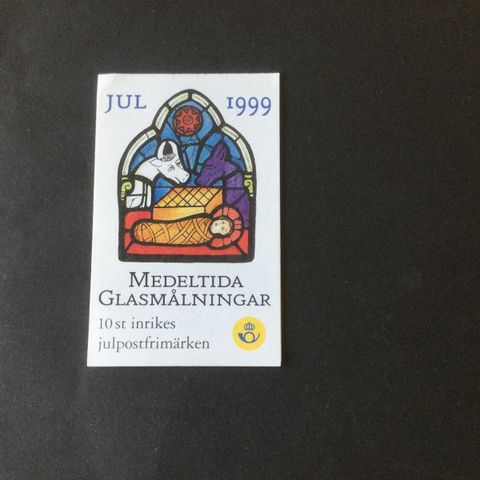 JUL 1999
MEDELTIDA
GLASMÅLNINGAR
10 st inrikes
julpostfrimärken